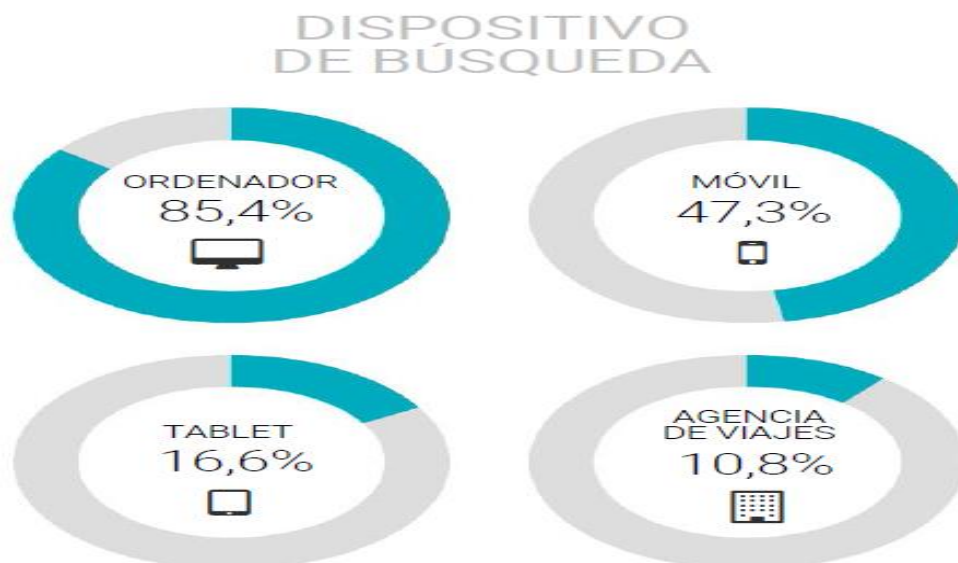 DISPOSITIVO
DE BÚSQUEDA
ORDENADOR
85,4%
MÓVIL
47,3%
TABLET
16,6%
AGENCIA
DE VIAJES
10,8%